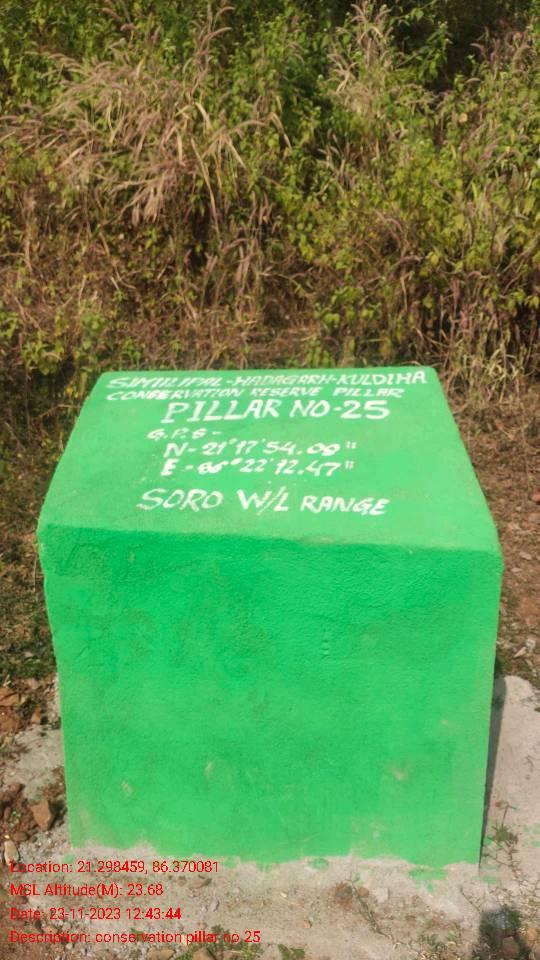 SIMILIPAL-HADAGARH-KULDIHA
CONSERVATION RESERVE PILLAR
PILLAR NO-25
G.P.S-
N-21°17'54.09"
E-86°22'12.47"
SORO W/L RANGE
Location: 21.298459, 86.370081
MSL Altitude(M): 23.68
Date: 23-11-2023 12:43:44
Description: conservation pillar no 25